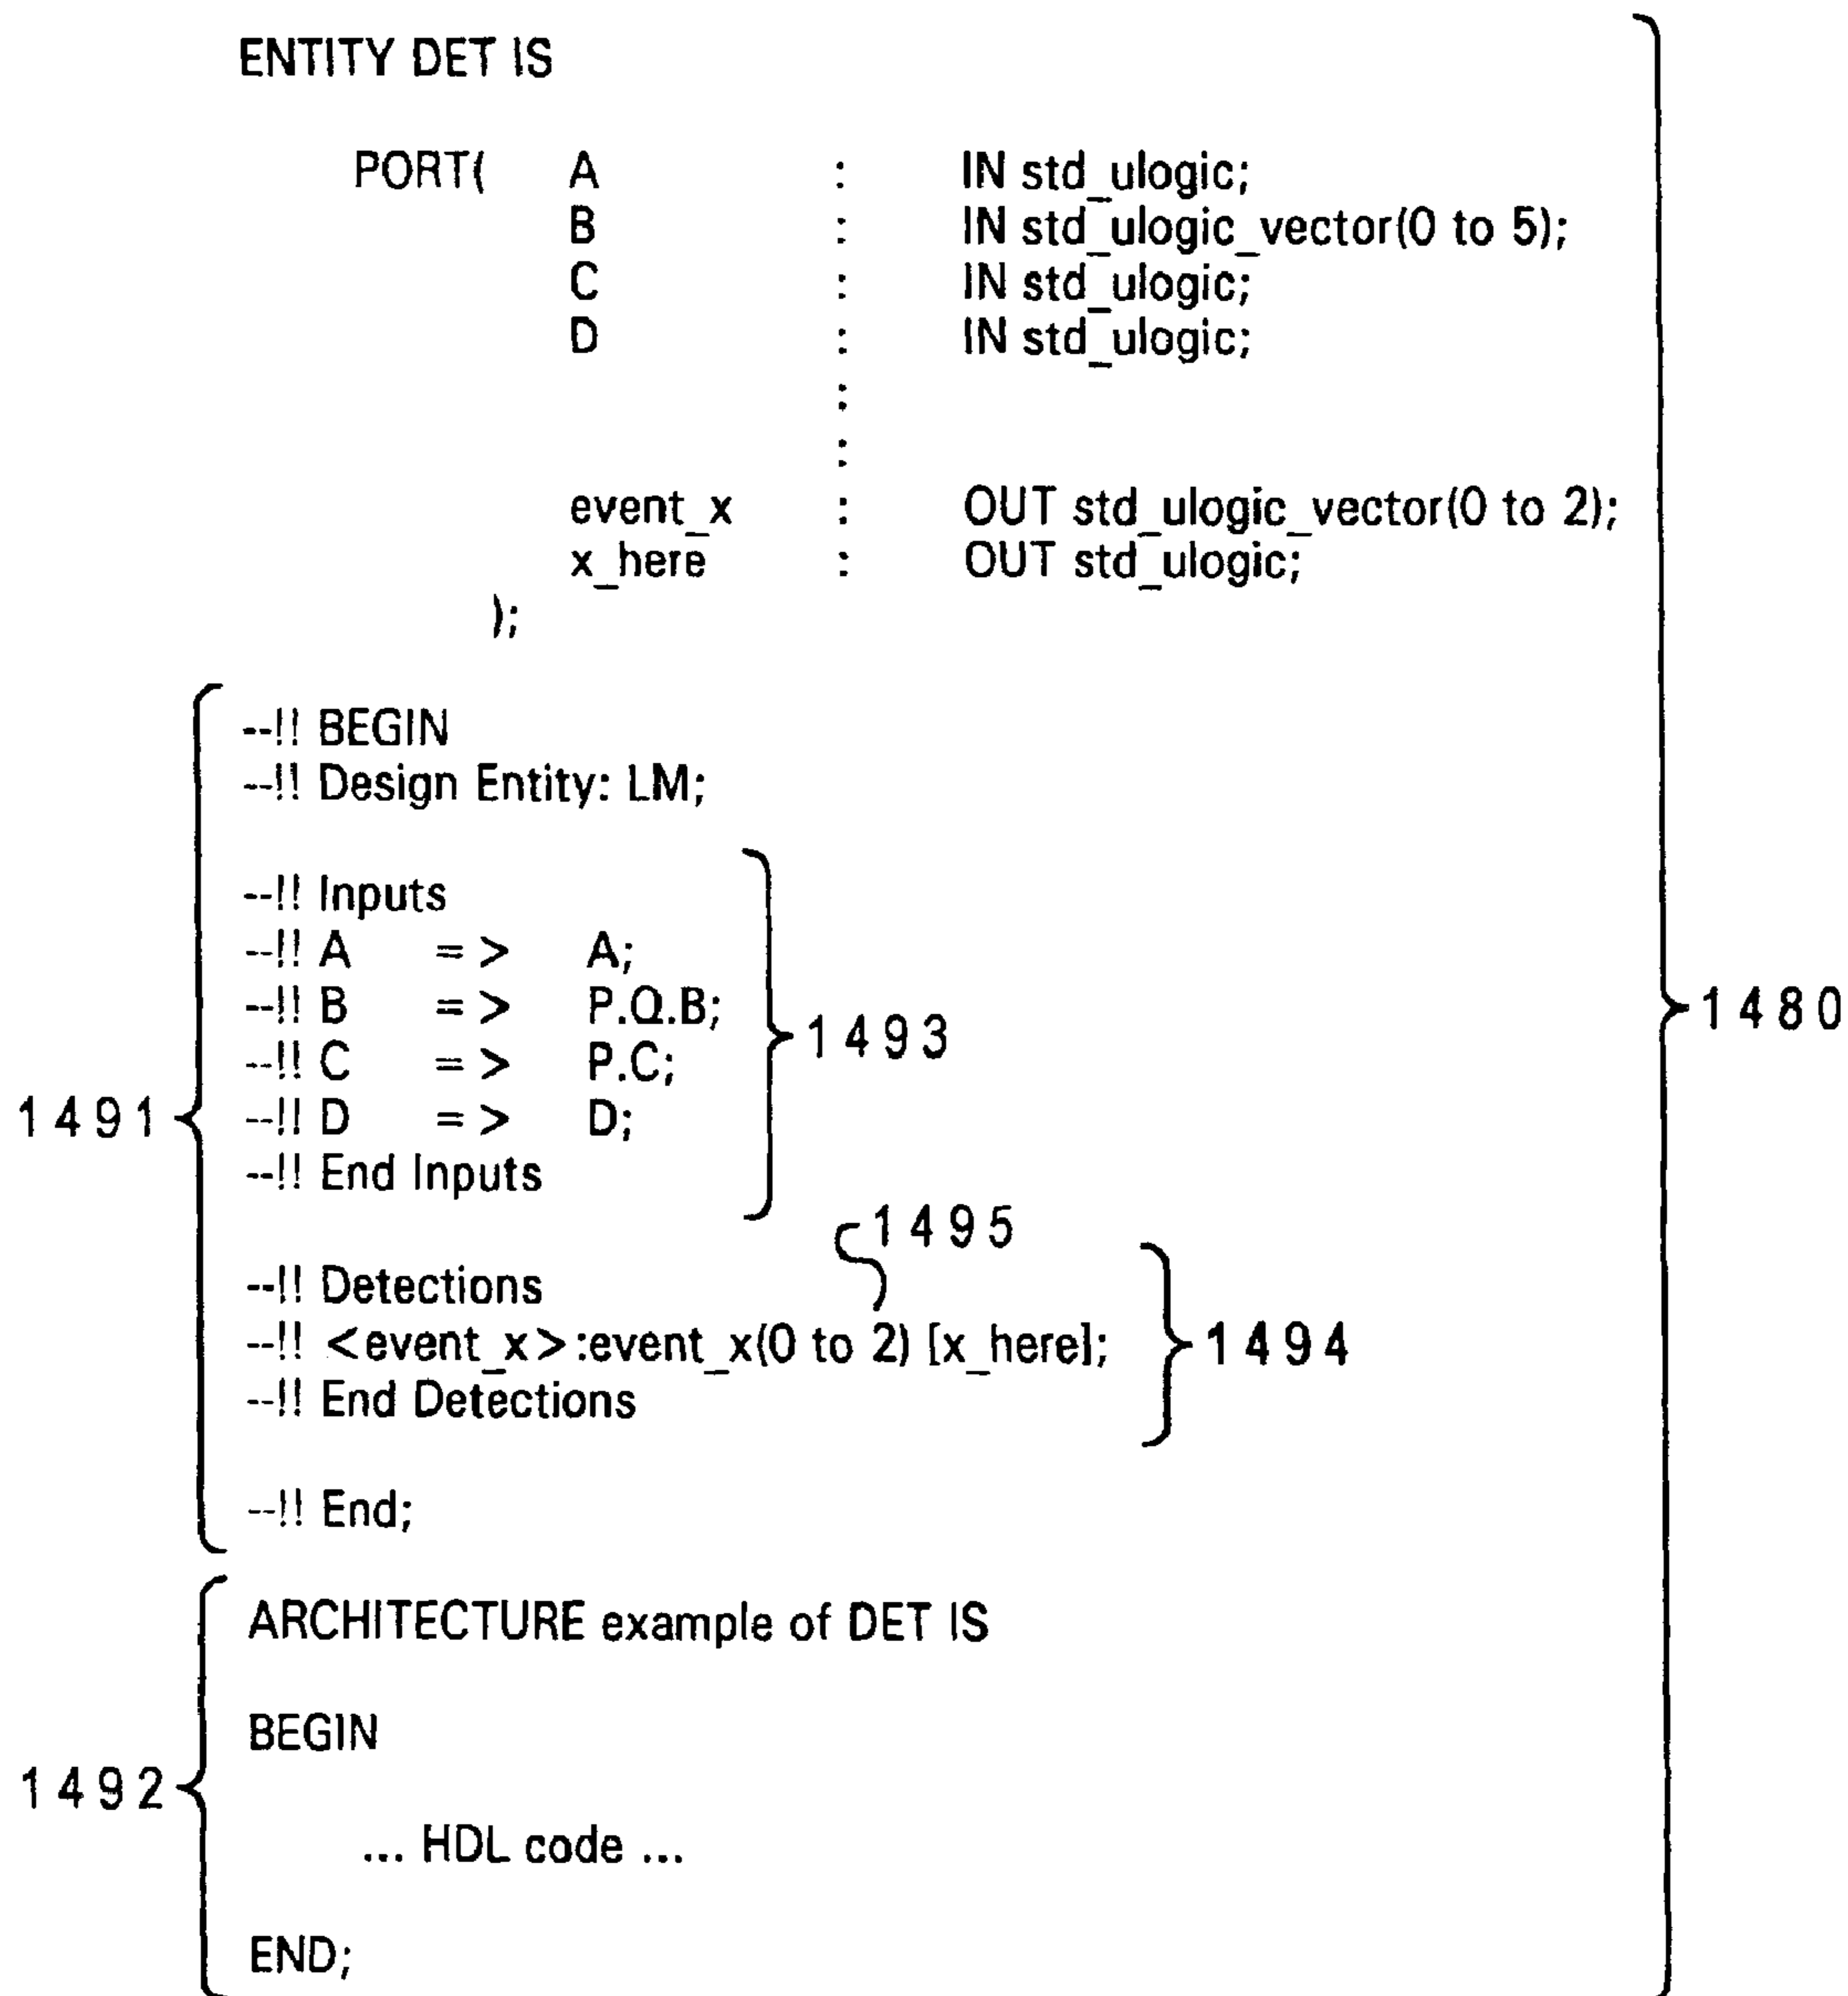 ENTITY DET IS
PORT( A : IN std_ulogic;
B : IN std_ulogic_vector(0 to 5);
C : IN std_ulogic;
D : IN std_ulogic;
:
:
event_x : OUT std_ulogic_vector(0 to 2);
x_here : OUT std_ulogic;
);
--!! BEGIN
--!! Design Entity: LM;
--!! Inputs
--!! A => A;
--!! B => P.Q.B;
--!! C => P.C;
--!! D => D;
--!! End Inputs
1493
1480
1491
1495
--!! Detections
--!! <event_x>:event_x(0 to 2) [x_here];
--!! End Detections
1494
--!! End;
ARCHITECTURE example of DET IS
BEGIN
1492
... HDL code ...
END;